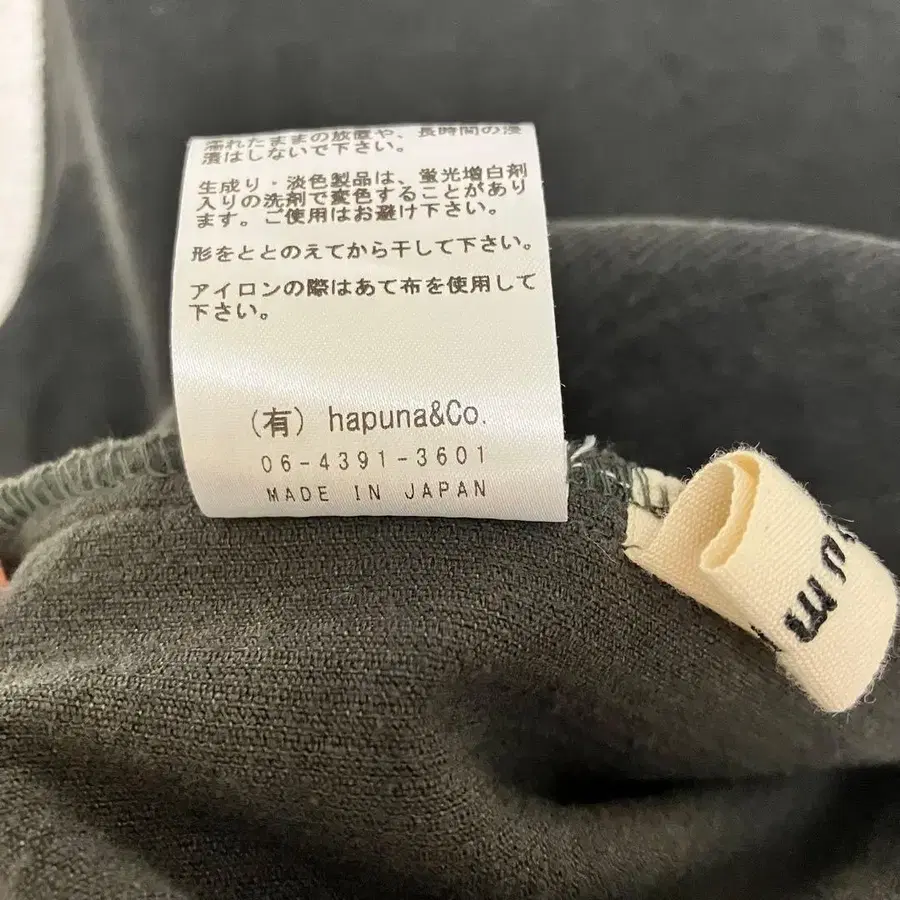 濡れたままの放置や、長時間の浸
漬はしないで下さい。
生成り・淡色製品は、蛍光増白剤
入りの洗剤で変色することがあり
ます。ご使用はお避け下さい。
形をととのえてから干して下さい。
アイロンの際はあて布を使用して
下さい。
(有) hapuna&Co.
06-4391-3601
MADE IN JAPAN